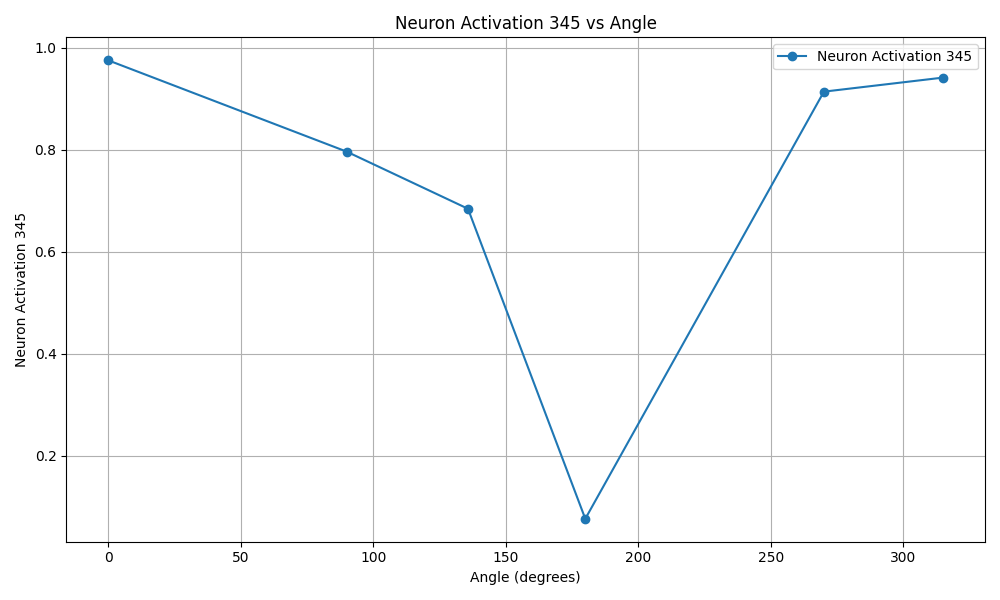 Neuron Activation 345 vs Angle
Neuron Activation 345
1.0
0.8
0.6
0.4
0.2
Neuron Activation 345
0 50 100 150 200 250 300
Angle (degrees)